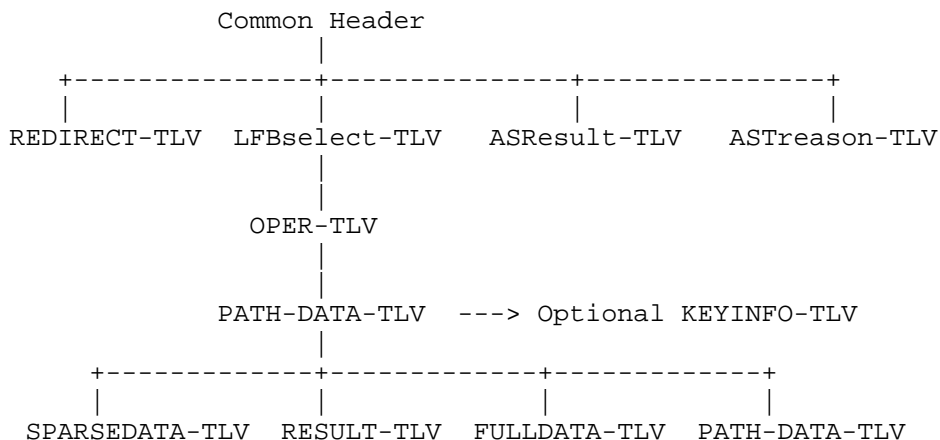 Common Header
REDIRECT-TLV LFBselect-TLV ASResult-TLV ASTreason-TLV
OPER-TLV
PATH-DATA-TLV ---> Optional KEYINFO-TLV
SPARSEDATA-TLV RESULT-TLV FULLDATA-TLV PATH-DATA-TLV